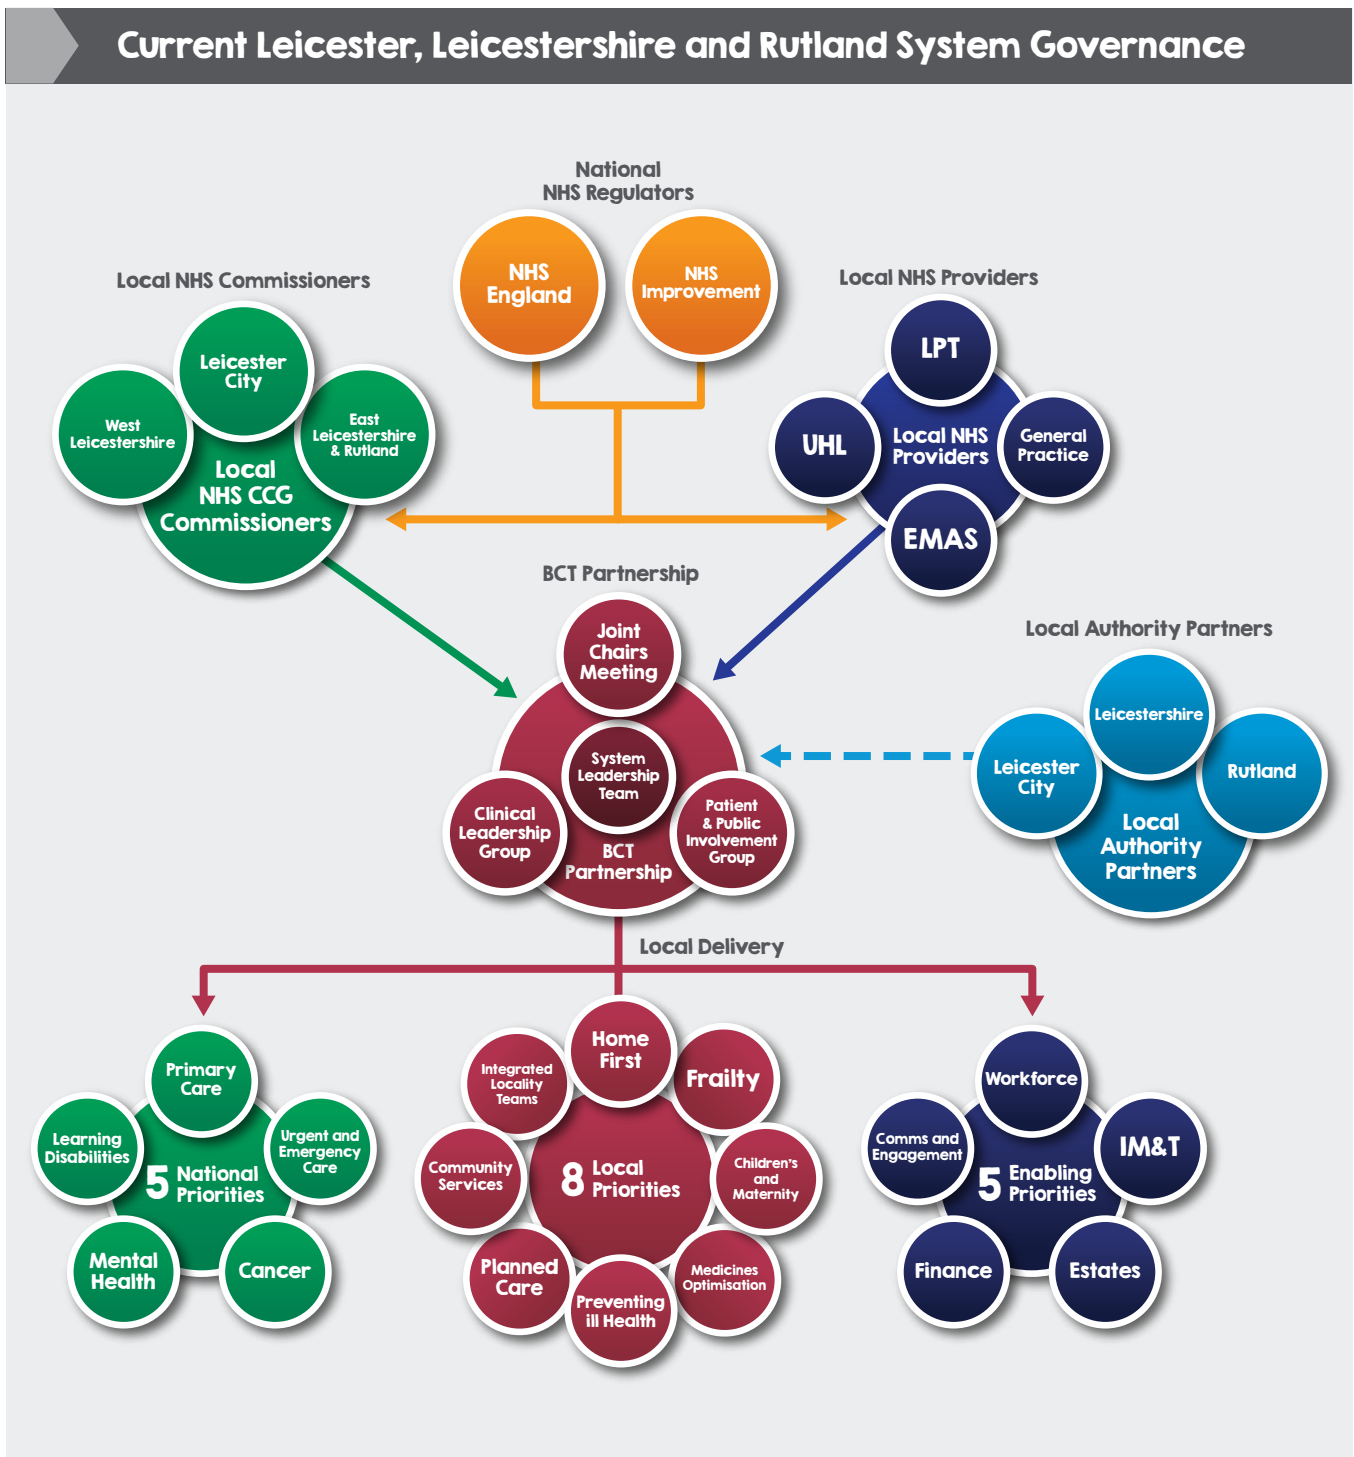 Current Leicester, Leicestershire and Rutland System Governance
National
NHS Regulators
NHS
England
NHS
Improvement
Local NHS Commissioners
Leicester
City
West
Leicestershire
East
Leicestershire
& Rutland
Local
NHS CCG
Commissioners
Local NHS Providers
LPT
UHL
Local NHS
Providers
General
Practice
EMAS
BCT Partnership
Joint
Chairs
Meeting
System
Leadership
Team
Clinical
Leadership
Group
Patient
& Public
Involvement
Group
BCT
Partnership
Local Authority Partners
Leicestershire
Leicester
City
Rutland
Local
Authority
Partners
Local Delivery
Primary
Care
Learning
Disabilities
Urgent and
Emergency
Care
5 National
Priorities
Mental
Health
Cancer
Home
First
Integrated
Locality
Teams
Frailty
Community
Services
8 Local
Priorities
Children's
and
Maternity
Planned
Care
Medicines
Optimisation
Preventing
ill Health
Workforce
Comms and
Engagement
IM&T
5 Enabling
Priorities
Finance
Estates